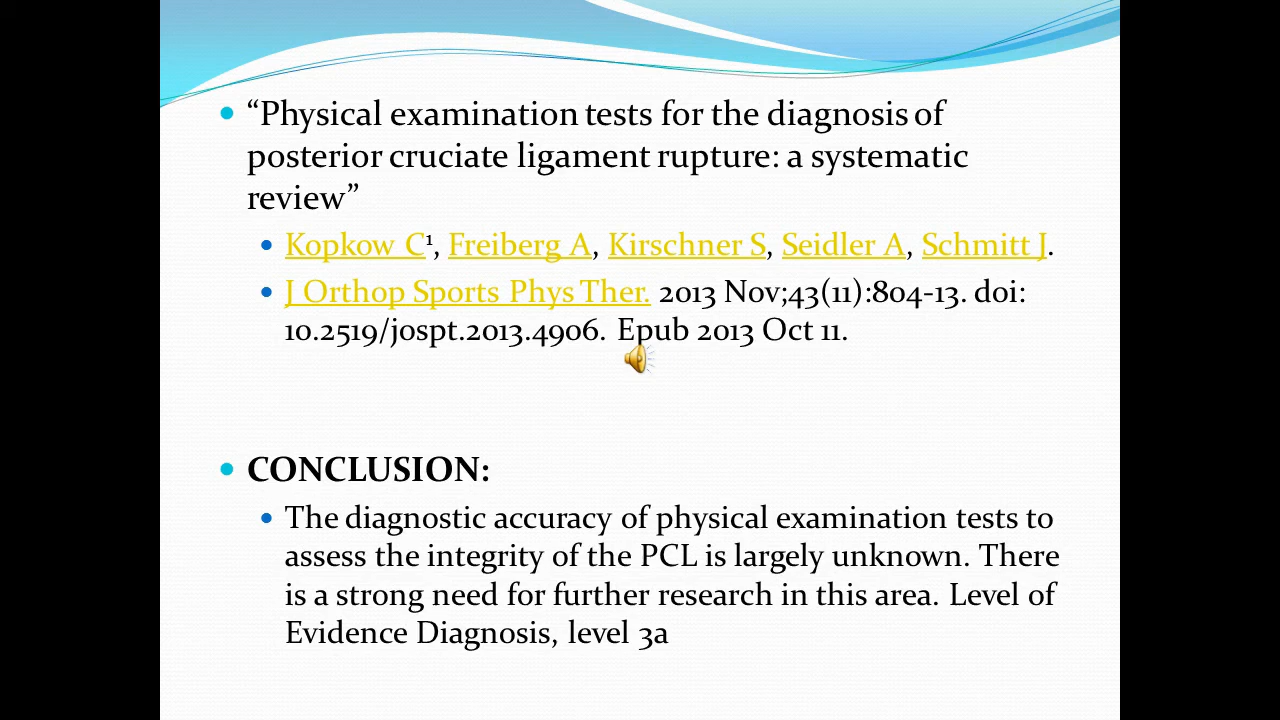 “Physical examination tests for the diagnosis of
posterior cruciate ligament rupture: a systematic
review”
Kopkow C¹, Freiberg A, Kirschner S, Seidler A, Schmitt J.
J Orthop Sports Phys Ther. 2013 Nov;43(11):804-13. doi:
10.2519/jospt.2013.4906. Epub 2013 Oct 11.
CONCLUSION:
The diagnostic accuracy of physical examination tests to
assess the integrity of the PCL is largely unknown. There
is a strong need for further research in this area. Level of
Evidence Diagnosis, level 3a